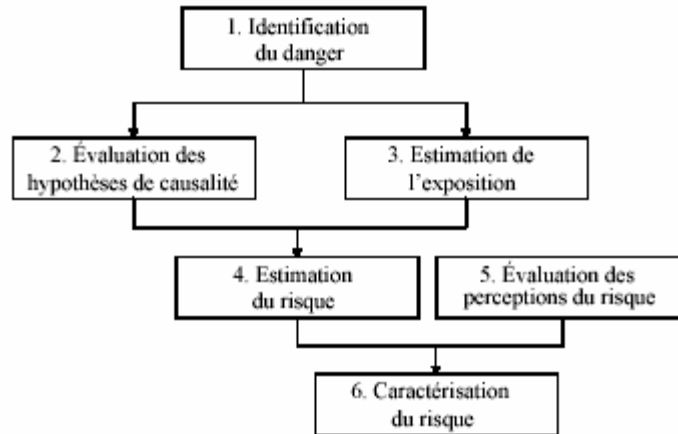 1. Identification
du danger
2. Évaluation des
hypothèses de causalité
3. Estimation de
l'exposition
4. Estimation
du risque
5. Évaluation des
perceptions du risque
6. Caractérisation
du risque